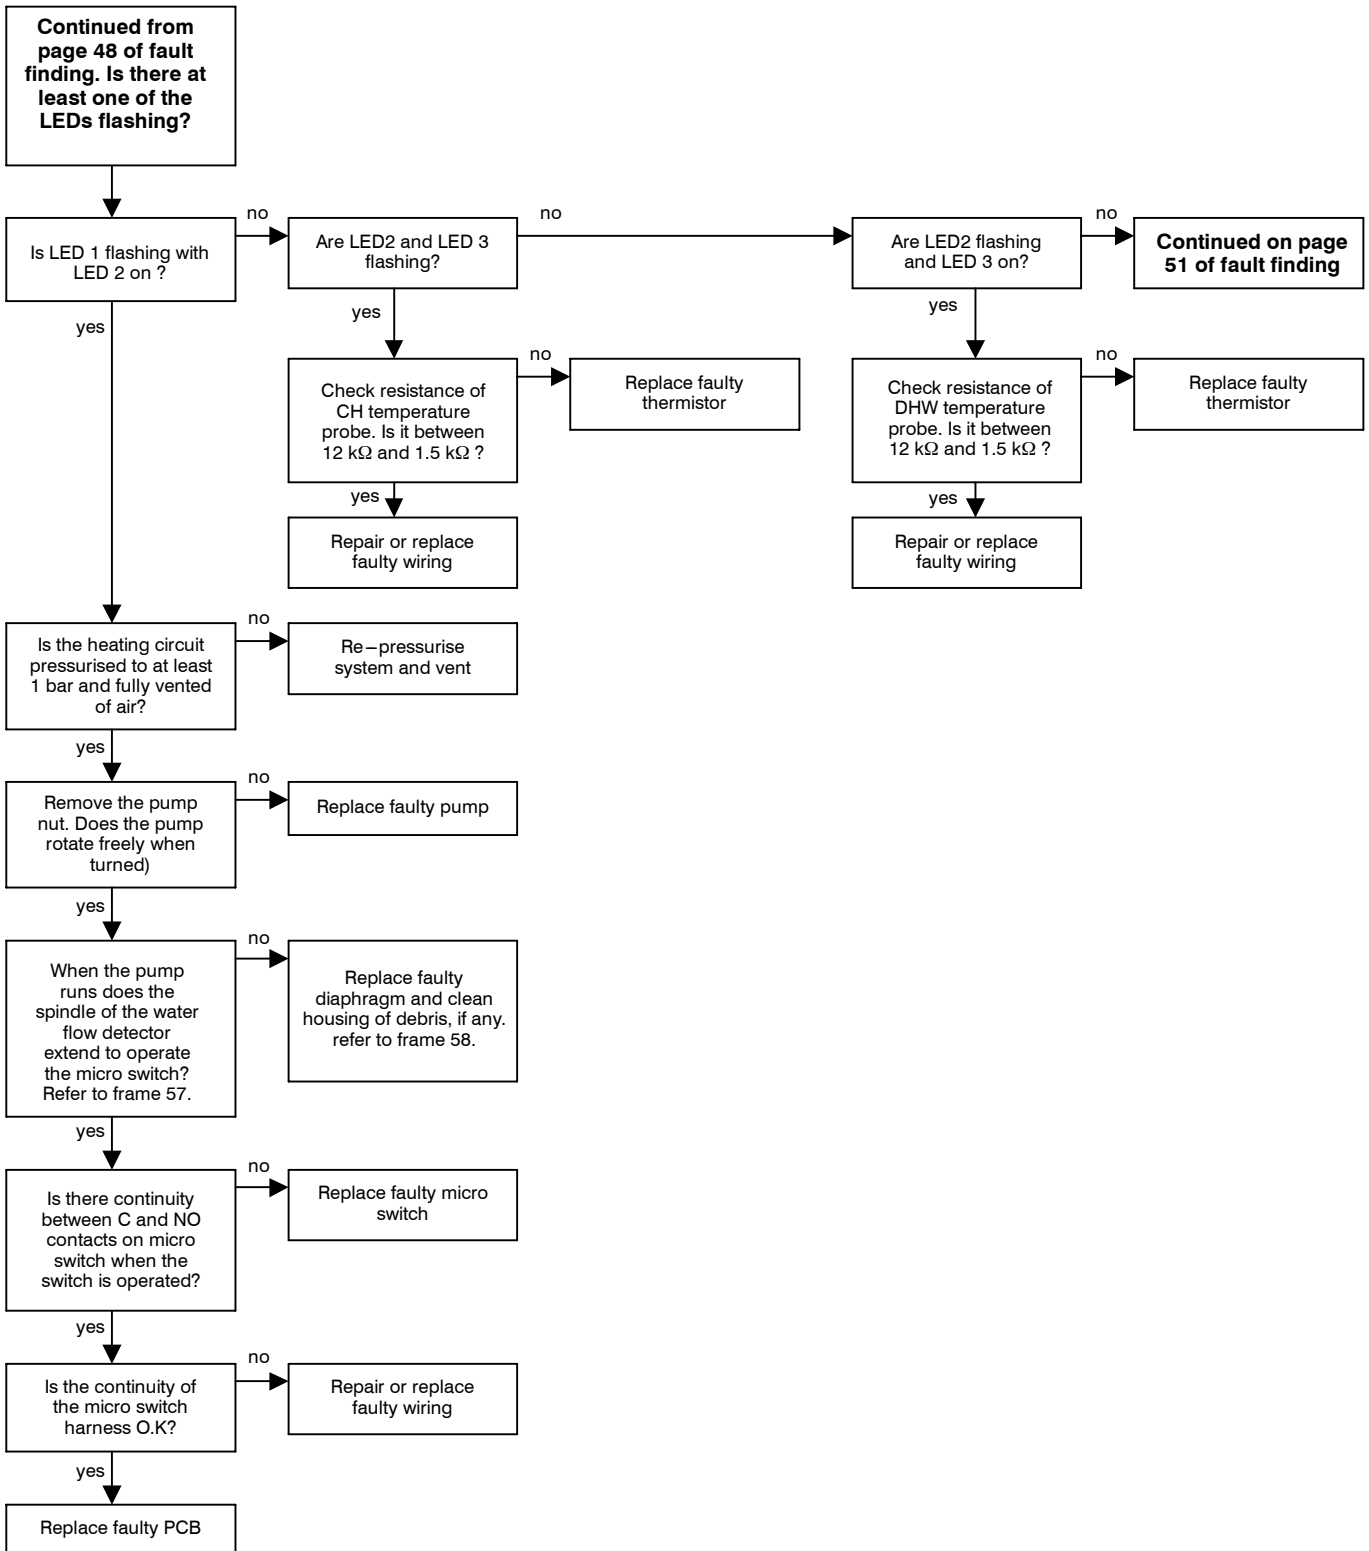 Continued from
page 48 of fault
finding. Is there at
least one of the
LEDs flashing?
Is LED 1 flashing with
LED 2 on ?
no
Are LED2 and LED 3
flashing?
no
Are LED2 flashing
and LED 3 on?
no
Continued on page
51 of fault finding
yes
yes
yes
Check resistance of
CH temperature
probe. Is it between
12 kΩ and 1.5 kΩ ?
no
Replace faulty
thermistor
Check resistance of
DHW temperature
probe. Is it between
12 kΩ and 1.5 kΩ ?
no
Replace faulty
thermistor
yes
Repair or replace
faulty wiring
yes
Repair or replace
faulty wiring
Is the heating circuit
pressurised to at least
1 bar and fully vented
of air?
no
Re–pressurise
system and vent
yes
Remove the pump
nut. Does the pump
rotate freely when
turned)
no
Replace faulty pump
yes
When the pump
runs does the
spindle of the water
flow detector
extend to operate
the micro switch?
Refer to frame 57.
no
Replace faulty
diaphragm and clean
housing of debris, if any.
refer to frame 58.
yes
Is there continuity
between C and NO
contacts on micro
switch when the
switch is operated?
no
Replace faulty micro
switch
yes
Is the continuity of
the micro switch
harness O.K?
no
Repair or replace
faulty wiring
yes
Replace faulty PCB